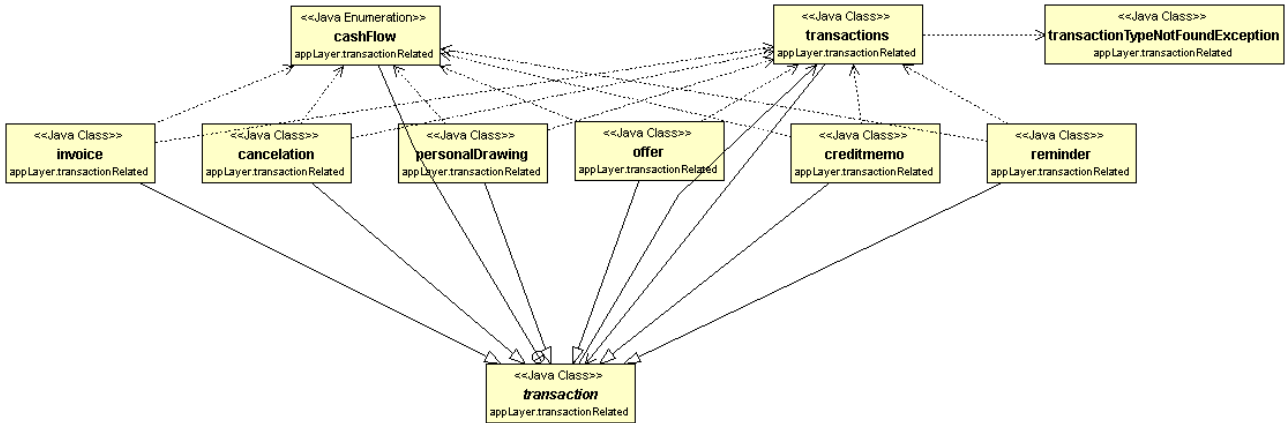 <<Java Enumeration>>
cashFlow
appLayer.transactionRelated
<<Java Class>>
transactions
appLayer.transactionRelated
<<Java Class>>
transactionTypeNotFoundException
appLayer.transactionRelated
<<Java Class>>
invoice
appLayer.transactionRelated
<<Java Class>>
cancelation
appLayer.transactionRelated
<<Java Class>>
personalDrawing
appLayer.transactionRelated
<<Java Class>>
offer
appLayer.transactionRelated
<<Java Class>>
creditmemo
appLayer.transactionRelated
<<Java Class>>
reminder
appLayer.transactionRelated
<<Java Class>>
transaction
appLayer.transactionRelated